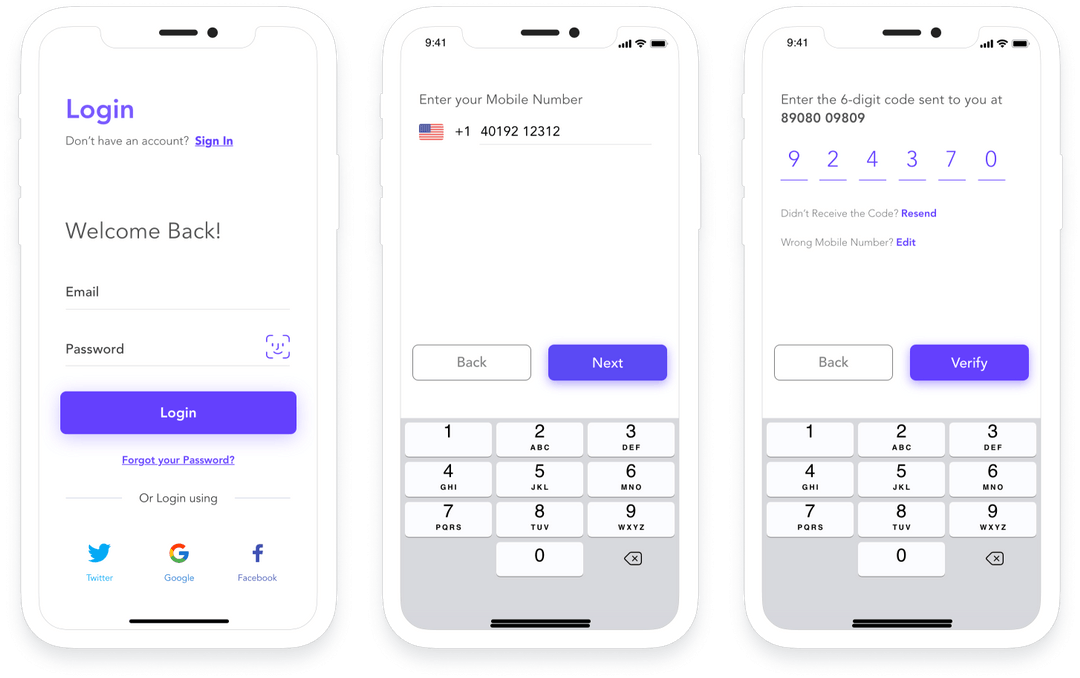 Login
Don't have an account? Sign In
Welcome Back!
Email
Password
Login
Forgot your Password?
Or Login using
Twitter Google Facebook
9:41
Enter your Mobile Number
+1 40192 12312
Back Next
1 2 3
ABC DEF
4 5 6
GHI JKL MNO
7 8 9
PQRS TUV WXYZ
0
9:41
Enter the 6-digit code sent to you at
89080 09809
9 2 4 3 7 0
Didn't Receive the Code? Resend
Wrong Mobile Number? Edit
Back Verify
1 2 3
ABC DEF
4 5 6
GHI JKL MNO
7 8 9
PQRS TUV WXYZ
0